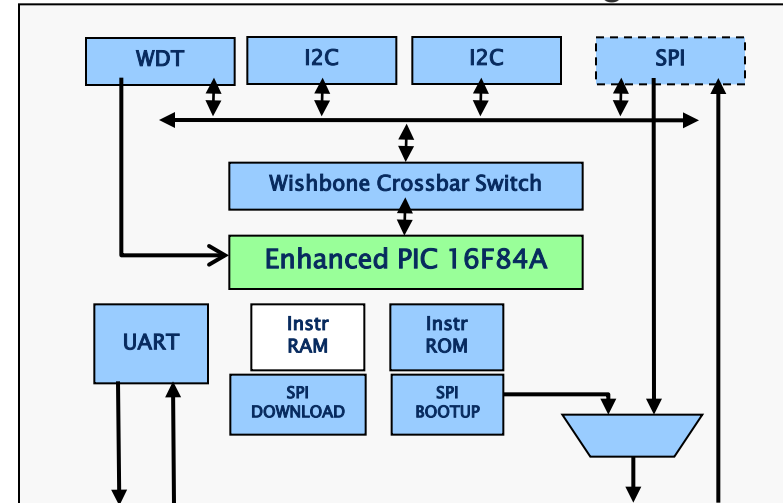 WDT
I2C
I2C
SPI
Wishbone Crossbar Switch
Enhanced PIC 16F84A
UART
Instr
RAM
Instr
ROM
SPI
DOWNLOAD
SPI
BOOTUP